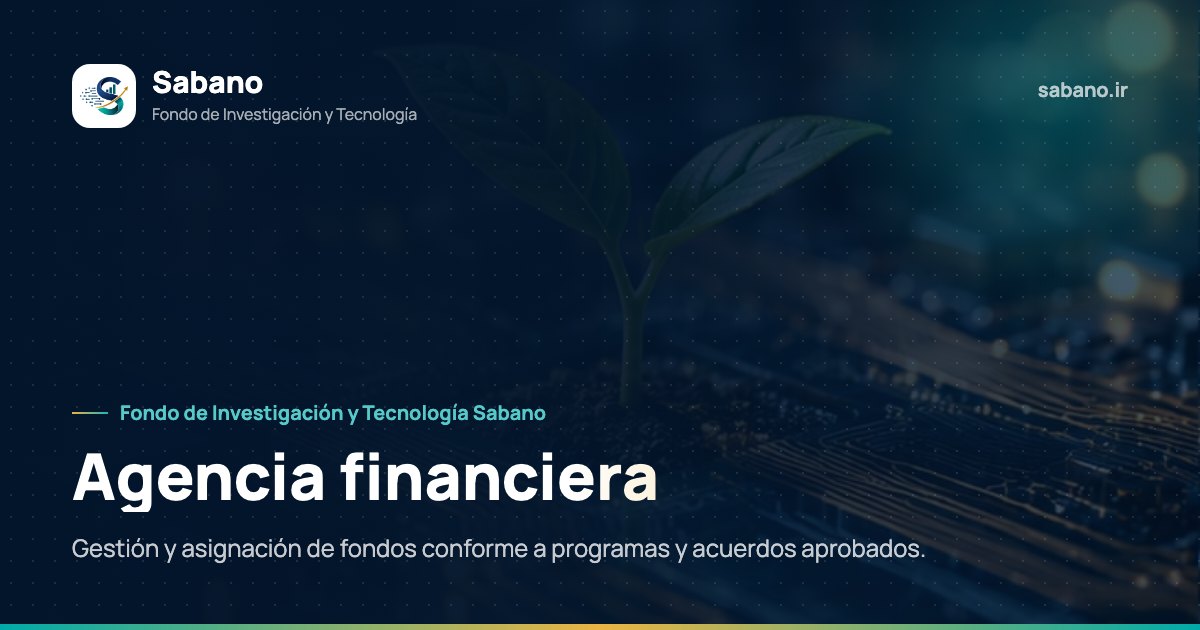 Sabano
Fondo de Investigación y Tecnología
sabano.ir
Fondo de Investigación y Tecnología Sabano
Agencia financiera
Gestión y asignación de fondos conforme a programas y acuerdos aprobados.